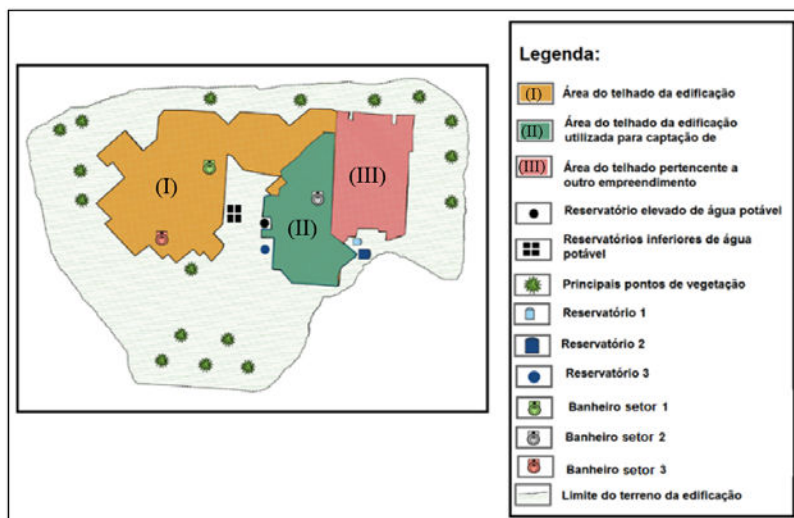 (I)
(II)
(III)
Legenda:
(I) Área do telhado da edificação
(II) Área do telhado da edificação
utilizada para captação de
(III) Área do telhado pertencente a
outro empreendimento
Reservatório elevado de água potável
Reservatórios inferiores de água
potável
Principais pontos de vegetação
Reservatório 1
Reservatório 2
Reservatório 3
Banheiro setor 1
Banheiro setor 2
Banheiro setor 3
Limite do terreno da edificação